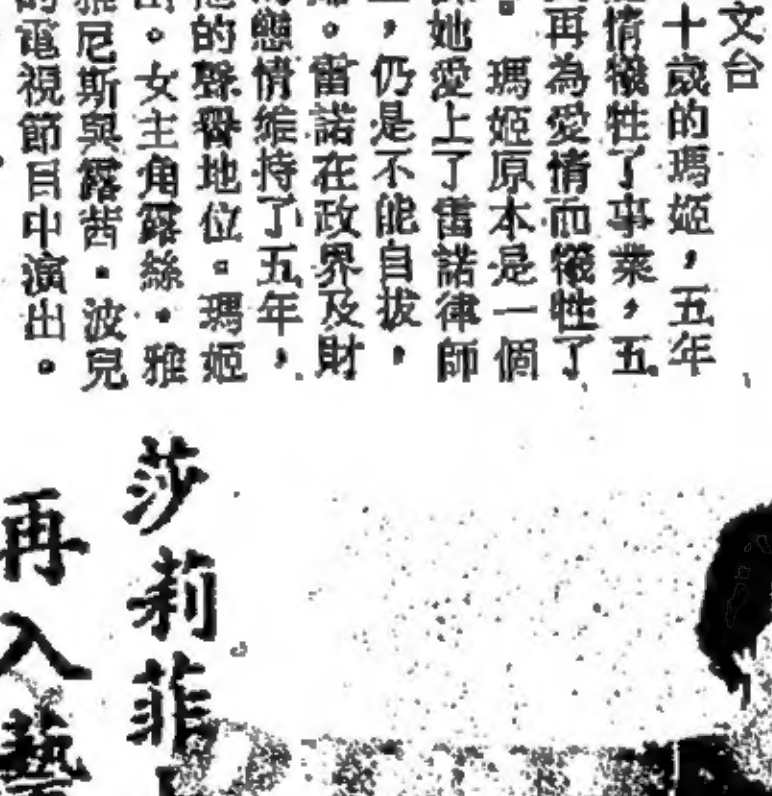 文台
十歲的瑪姬，五年
情犧牲了事業，五
再為愛情而犧牲了
。瑪姬原本是一個
她愛上了雷諾律師
，仍是不能自拔，
。雷諾在政界及財
戀情維持了五年，
的聲譽地位。瑪姬
。女主角露絲．雅
尼斯與露茜．波兒
電視節目中演出。
莎莉菲
再入藝